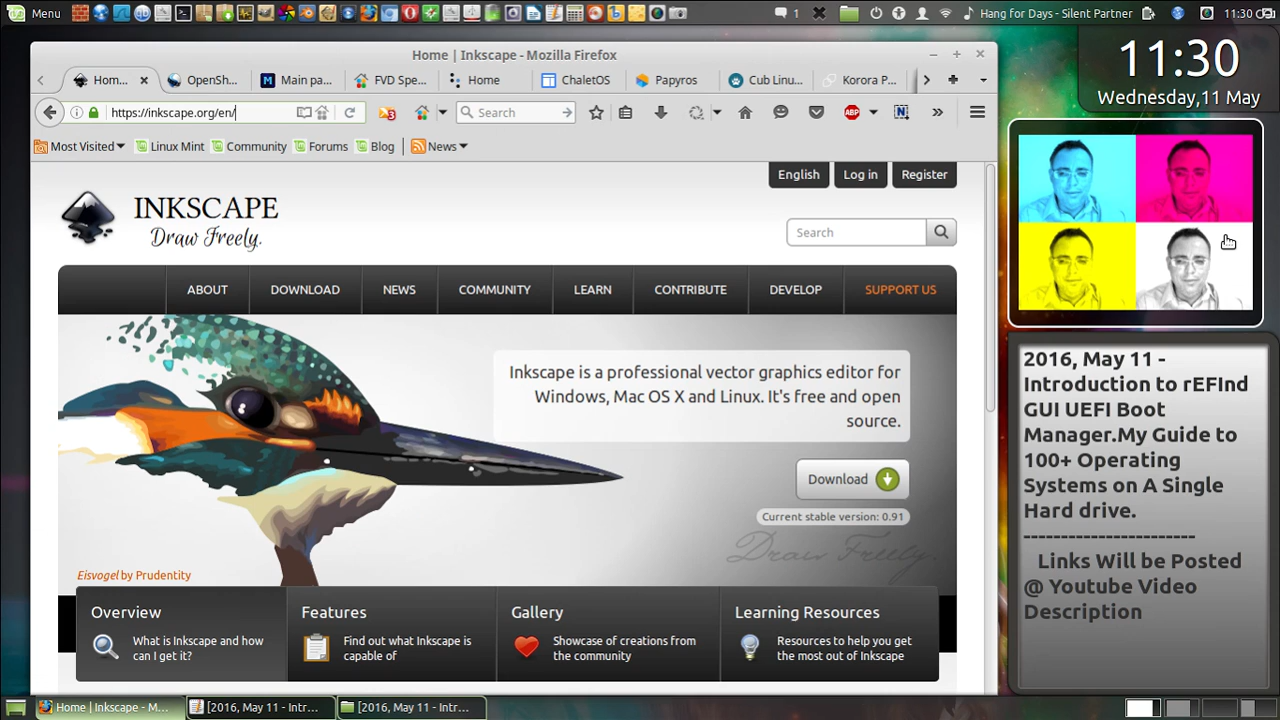 Menu
1
Hang for Days - Silent Partner
11:30
Home | Inkscape - Mozilla Firefox
Hom...
OpenSh...
Main pa...
FVD Spe...
Home
ChaletOS
Papyros
Cub Linu...
Korora P...
https://inkscape.org/en/
Search
ABP
Most Visited
Linux Mint
Community
Forums
Blog
News
English
Log in
Register
INKSCAPE
Draw Freely.
Search
ABOUT
DOWNLOAD
NEWS
COMMUNITY
LEARN
CONTRIBUTE
DEVELOP
SUPPORT US
Inkscape is a professional vector graphics editor for
Windows, Mac OS X and Linux. It's free and open
source.
Download
Current stable version: 0.91
Draw Freely.
Eisvogel by Prudentity
Overview
What is Inkscape and how
can I get it?
Features
Find out what Inkscape is
capable of
Gallery
Showcase of creations from
the community
Learning Resources
Resources to help you get
the most out of Inkscape
11:30
Wednesday,11 May
2016, May 11 -
Introduction to rEFInd
GUI UEFI Boot
Manager.My Guide to
100+ Operating
Systems on A Single
Hard drive.
-----------------------
Links Will be Posted
@ Youtube Video
Description
Home | Inkscape - M...
[2016, May 11 - Intr...
[2016, May 11 - Intr...